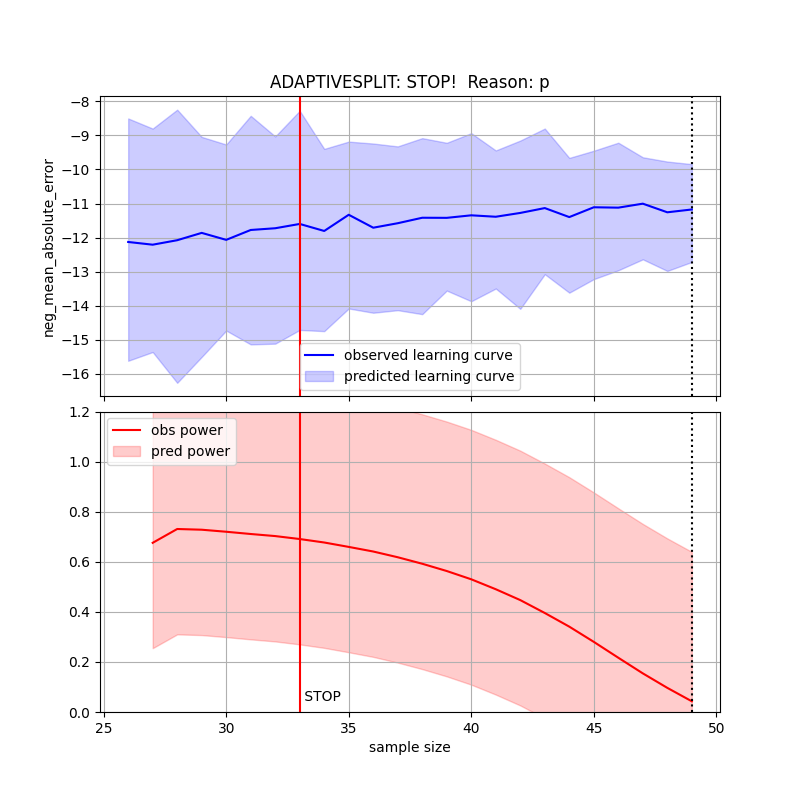 ADAPTIVESPLIT: STOP!  Reason: p
neg_mean_absolute_error
−8
−9
−10
−11
−12
−13
−14
−15
−16
observed learning curve
predicted learning curve
1.2
1.0
0.8
0.6
0.4
0.2
0.0
obs power
pred power
STOP
25
30
35
40
45
50
sample size